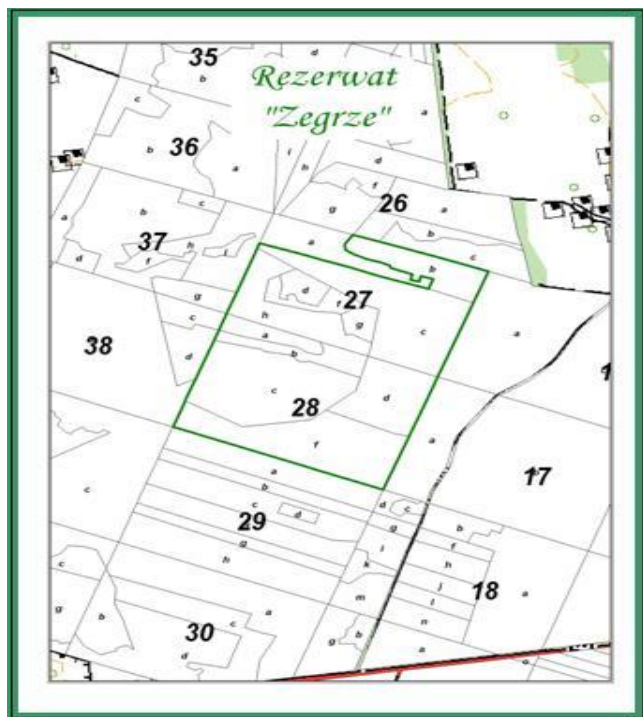 Rezerwat
"Zegrze"
35
d
b
c
a
36
b
a
i
h
d
f
26
g
a
b
c
37
b
c
h
f
i
a
d
a
b
27
d
f
g
c
a
38
g
c
d
h
a
b
c
28
d
a
f
17
c
29
a
b
c
d
g
h
d
c
g
b
f
i
h
k
j
l
m
n
18
a
30
c
g
b
a
c
d
g
b
a
a